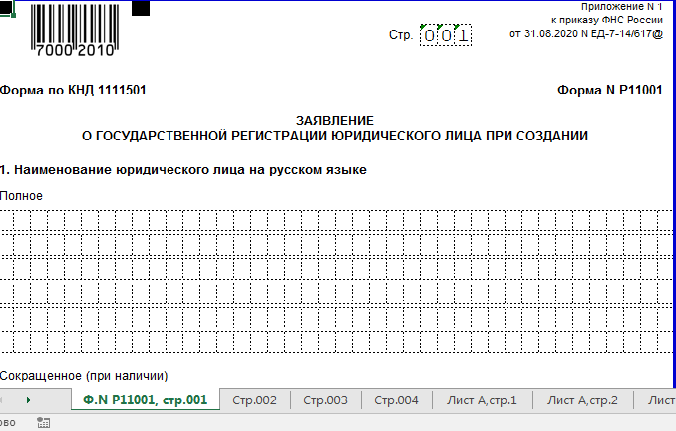 Приложение N 1
к приказу ФНС России
от 31.08.2020 N ЕД-7-14/617@
Стр. 001
7000 2010
Форма по КНД 1111501
Форма N Р11001
ЗАЯВЛЕНИЕ
О ГОСУДАРСТВЕННОЙ РЕГИСТРАЦИИ ЮРИДИЧЕСКОГО ЛИЦА ПРИ СОЗДАНИИ
1. Наименование юридического лица на русском языке
Полное
Сокращенное (при наличии)
Ф.N Р11001, стр.001
Стр.002
Стр.003
Стр.004
Лист А,стр.1
Лист А,стр.2
Лист
ово